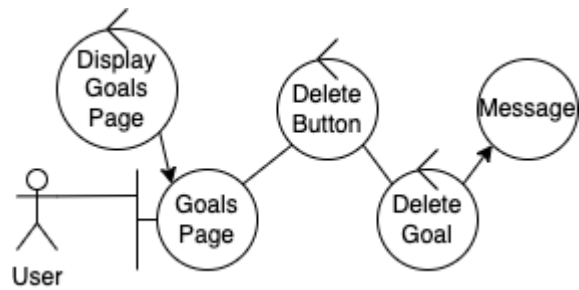 Display
Goals
Page
Delete
Button
Message
Goals
Page
Delete
Goal
User